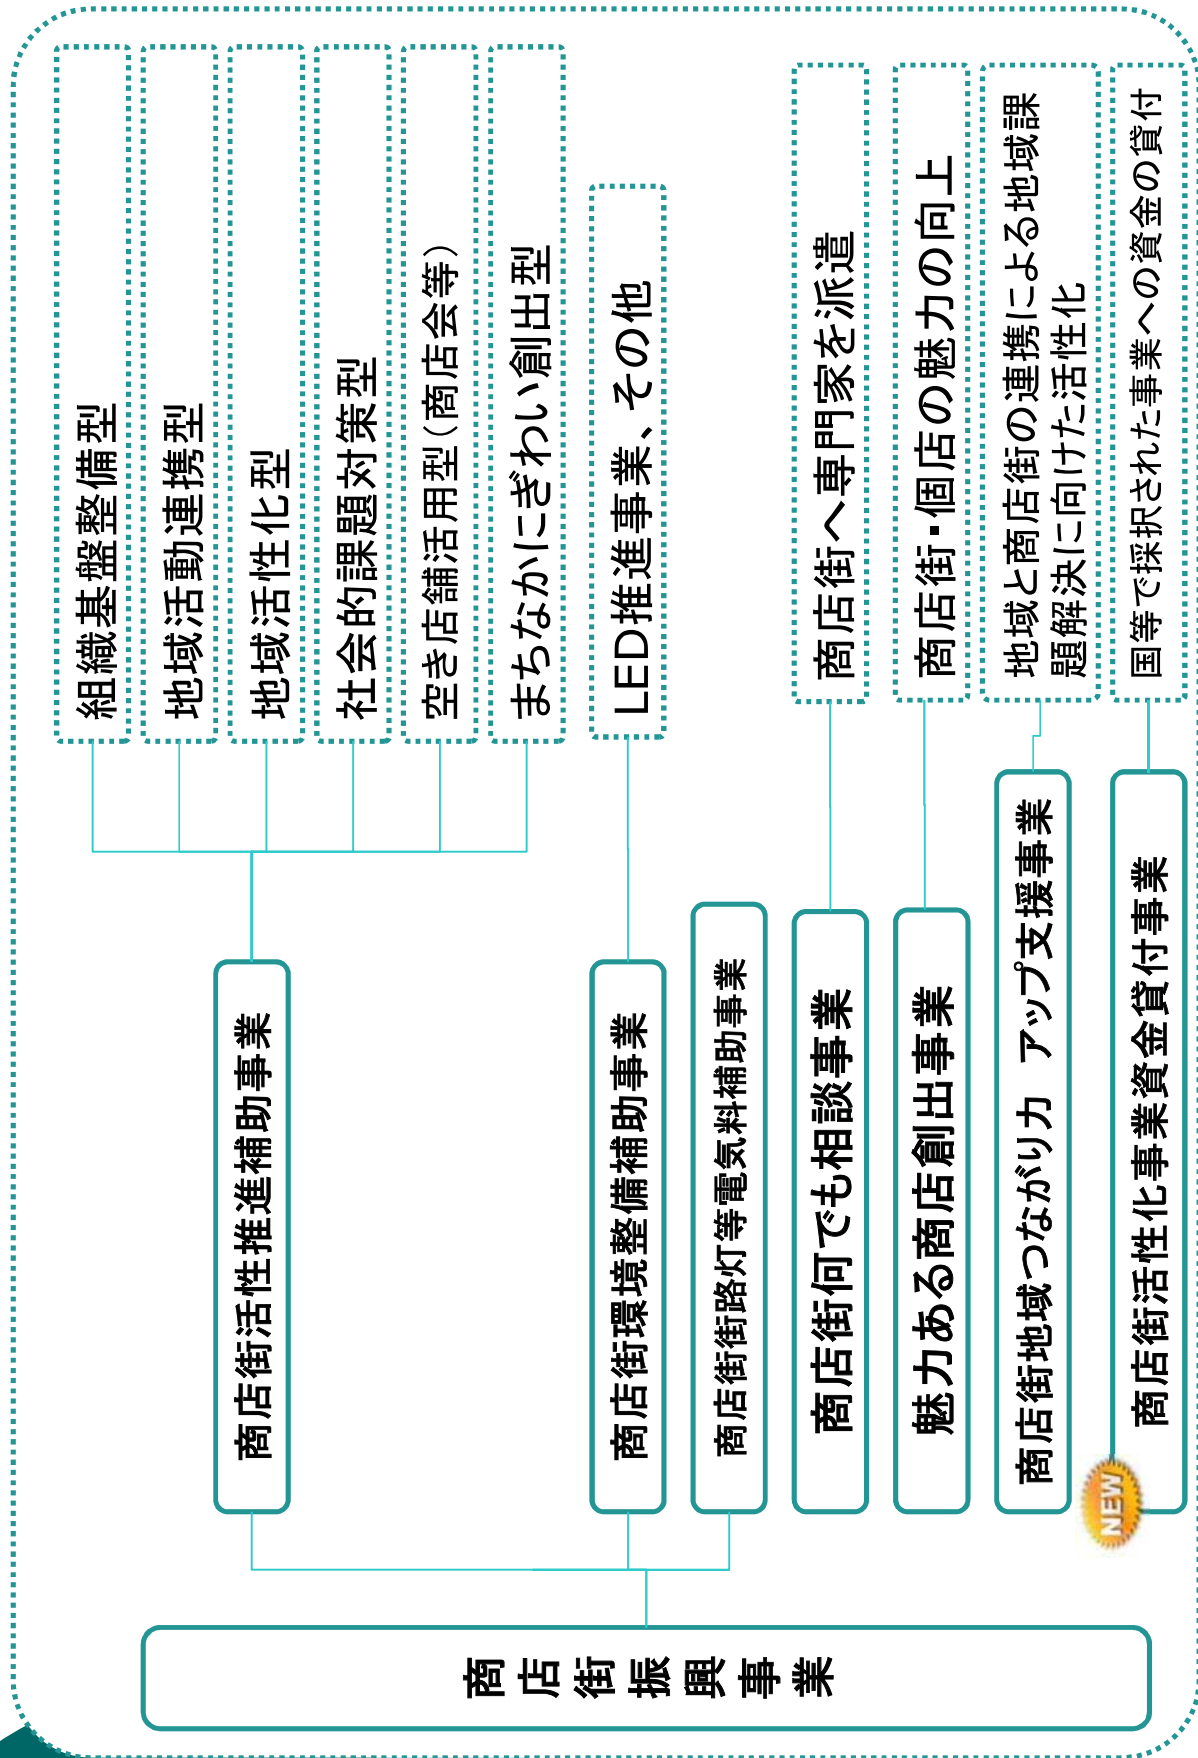 商店街振興事業
商店街活性推進補助事業
組織基盤整備型
地域活動連携型
地域活性化型
社会的課題対策型
空き店舗活用型（商店会等）
まちなかにぎわい創出型
商店街環境整備補助事業
LED推進事業、その他
商店街街路灯等電気料補助事業
商店街何でも相談事業
商店街へ専門家を派遣
魅力ある商店創出事業
商店街・個店の魅力の向上
商店街地域つながり力　アップ支援事業
地域と商店街の連携による地域課
題解決に向けた活性化
NEW
商店街活性化事業資金貸付事業
国等で採択された事業への資金の貸付